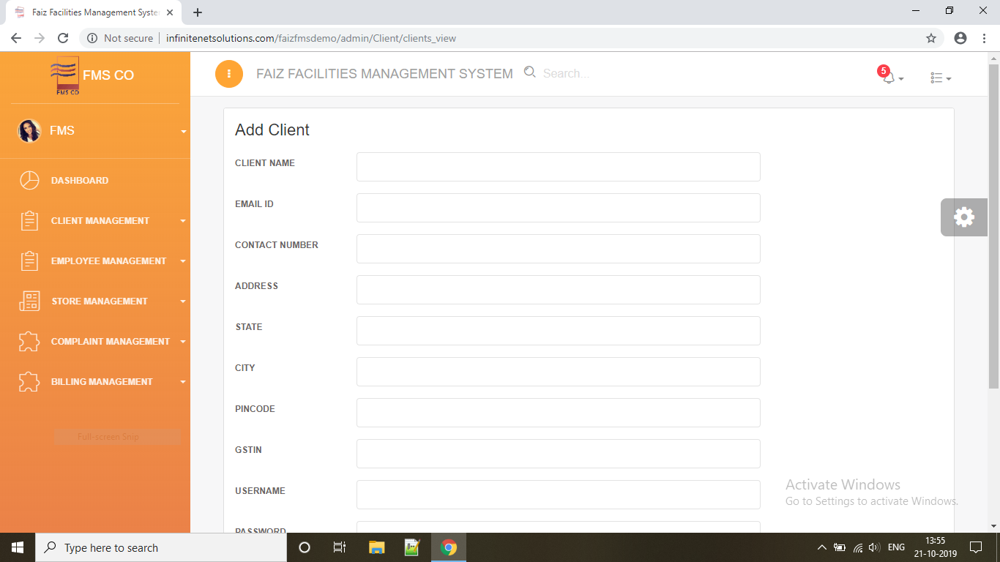 Faiz Facilities Management Syste
Not secure
infinitenetsolutions.com/faizfmsdemo/admin/Client/clients_view
FMS CO
FMS CO
FAIZ FACILITIES MANAGEMENT SYSTEM
Search...
5
FMS
DASHBOARD
CLIENT MANAGEMENT
EMPLOYEE MANAGEMENT
STORE MANAGEMENT
COMPLAINT MANAGEMENT
BILLING MANAGEMENT
Full-screen Snip
Add Client
CLIENT NAME
EMAIL ID
CONTACT NUMBER
ADDRESS
STATE
CITY
PINCODE
GSTIN
USERNAME
PASSWORD
Activate Windows
Go to Settings to activate Windows.
Type here to search
ENG
13:55
21-10-2019